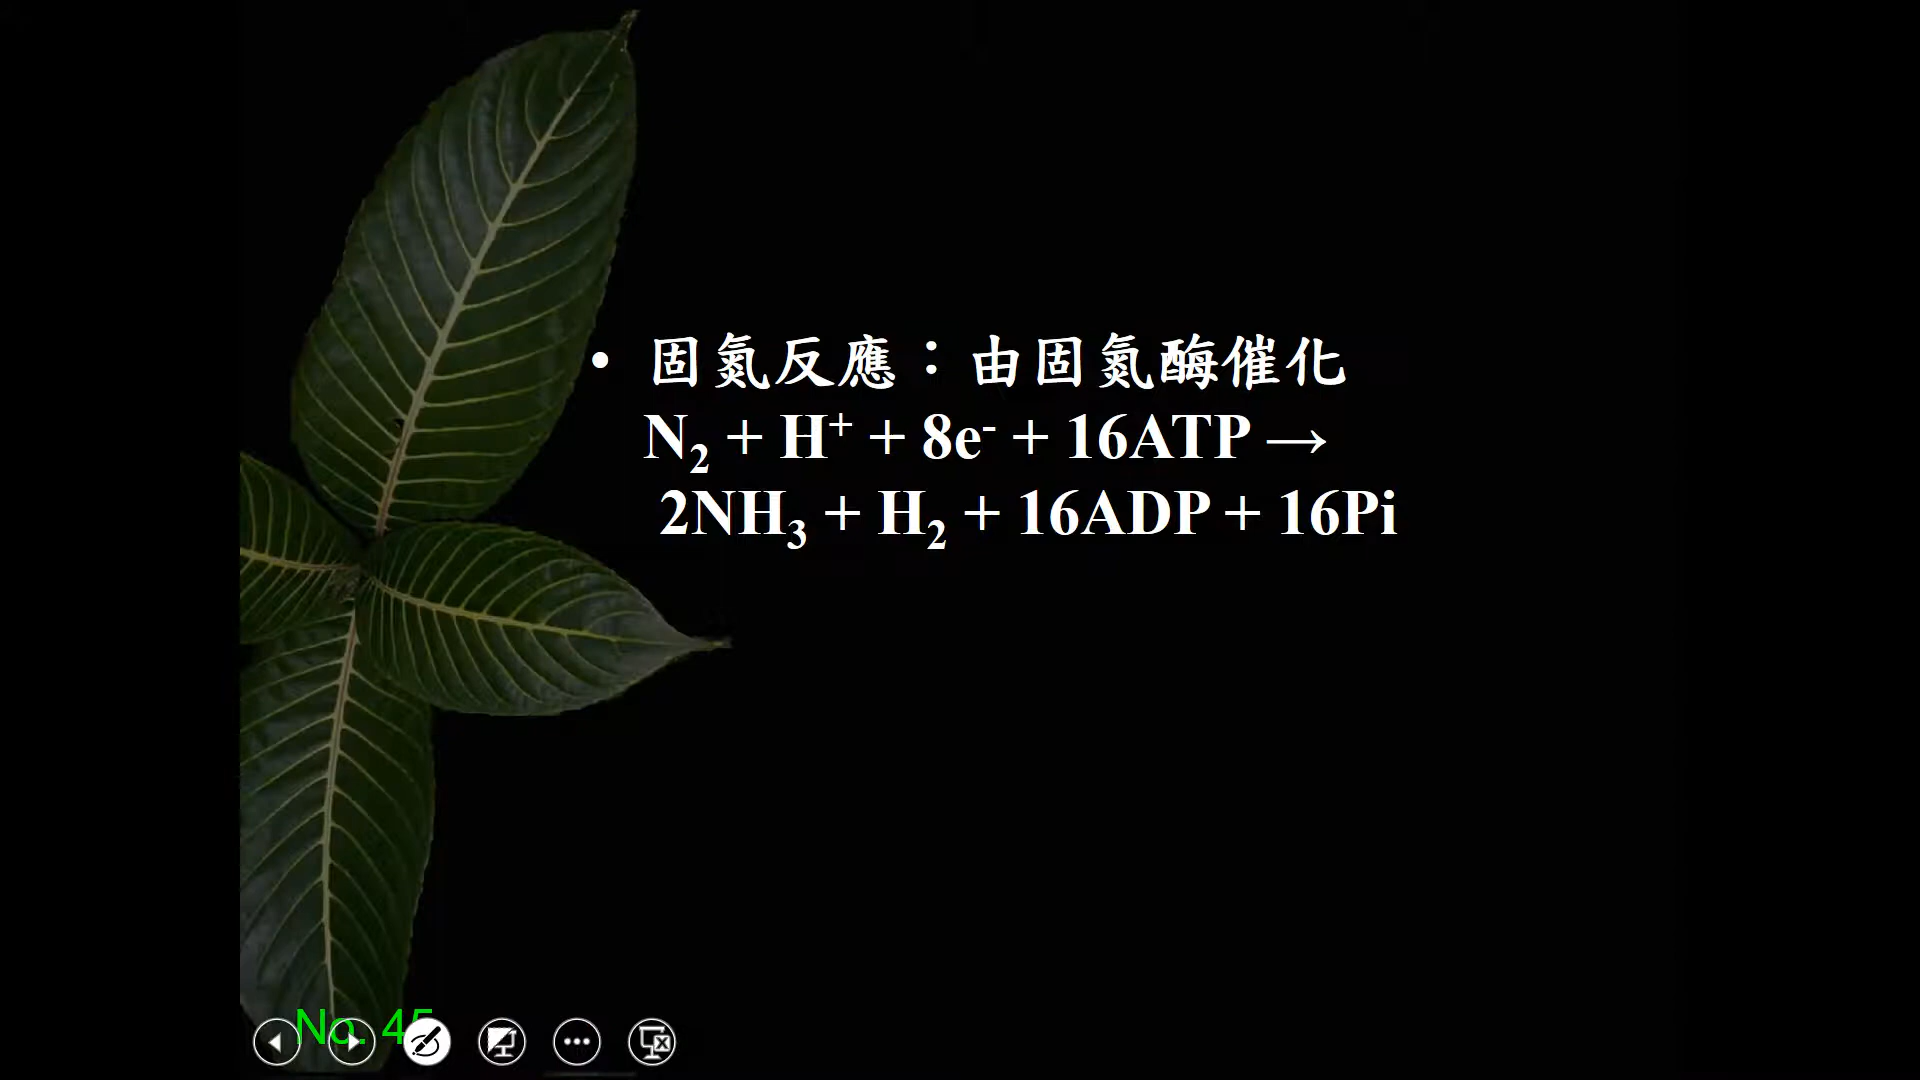 • 固氮反應：由固氮酶催化
N₂ + H⁺ + 8e⁻ + 16ATP →
2NH₃ + H₂ + 16ADP + 16Pi
No. 45